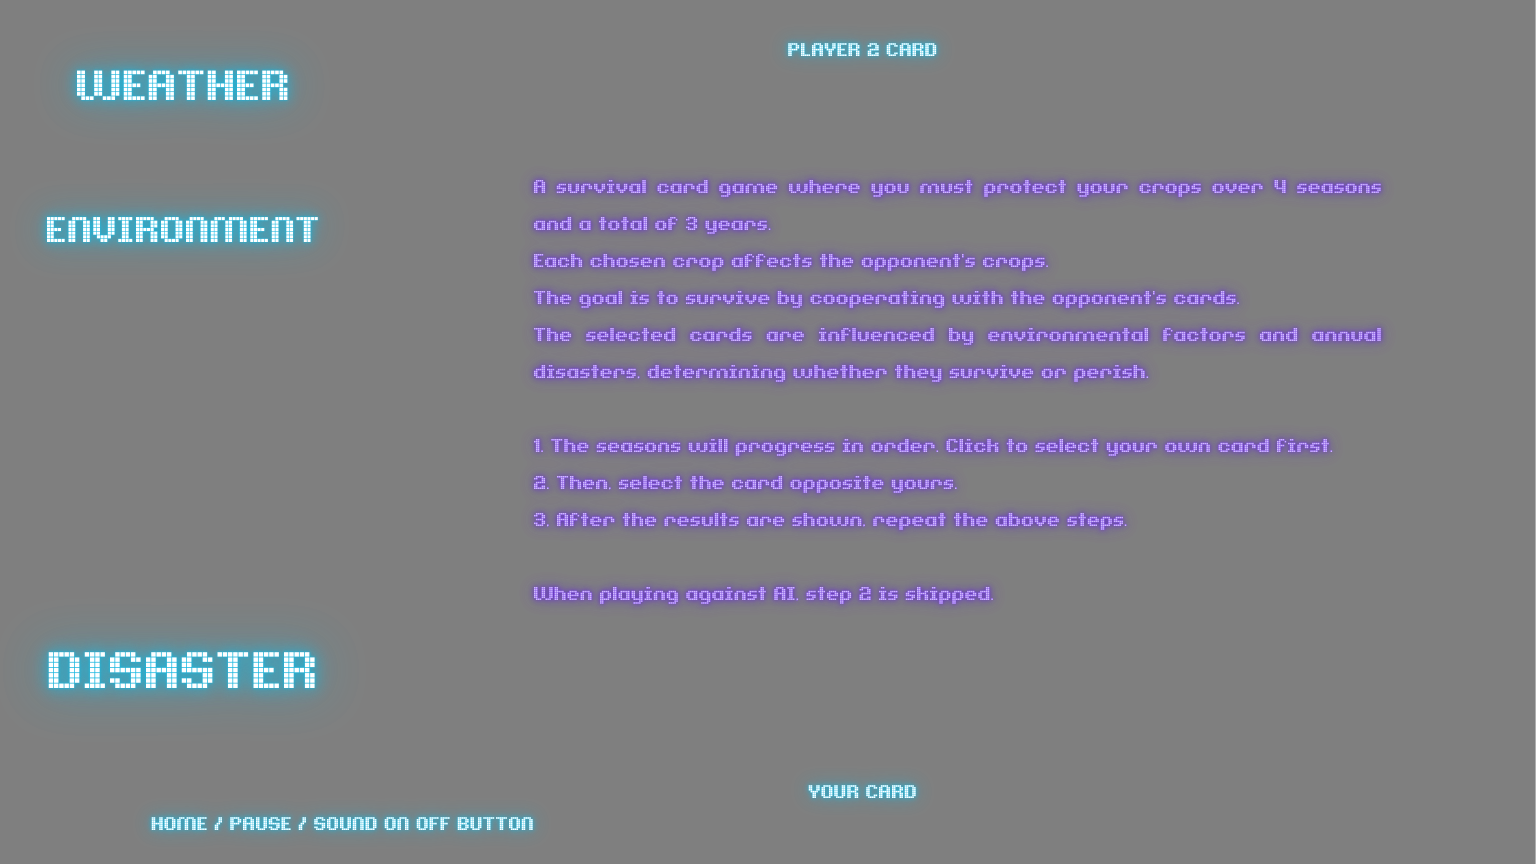 WEATHER
PLAYER 2 CARD
ENVIRONMENT
A survival card game where you must protect your crops over 4 seasons
and a total of 3 years.
Each chosen crop affects the opponent's crops.
The goal is to survive by cooperating with the opponent's cards.
The selected cards are influenced by environmental factors and annual
disasters, determining whether they survive or perish.
1. The seasons will progress in order. Click to select your own card first.
2. Then, select the card opposite yours.
3. After the results are shown, repeat the above steps.
When playing against AI, step 2 is skipped.
DISASTER
YOUR CARD
HOME / PAUSE / SOUND ON OFF BUTTON